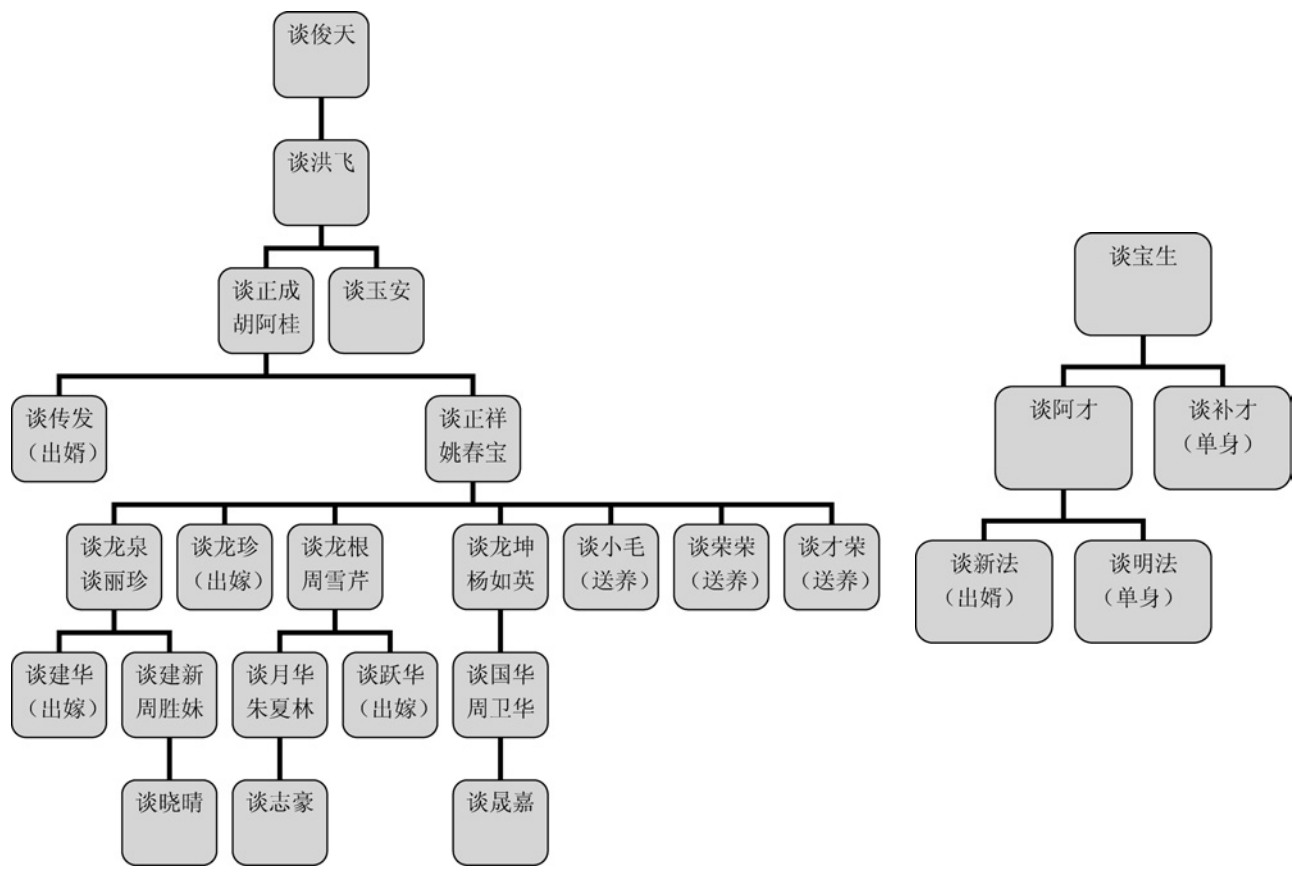 谈俊天
谈洪飞
谈正成
胡阿桂
谈玉安
谈传发
（出婿）
谈正祥
姚春宝
谈龙泉
谈丽珍
谈龙珍
（出嫁）
谈龙根
周雪芹
谈龙坤
杨如英
谈小毛
（送养）
谈荣荣
（送养）
谈才荣
（送养）
谈建华
（出嫁）
谈建新
周胜妹
谈月华
朱夏林
谈跃华
（出嫁）
谈国华
周卫华
谈晓晴
谈志豪
谈晟嘉
谈宝生
谈阿才
谈补才
（单身）
谈新法
（出婿）
谈明法
（单身）